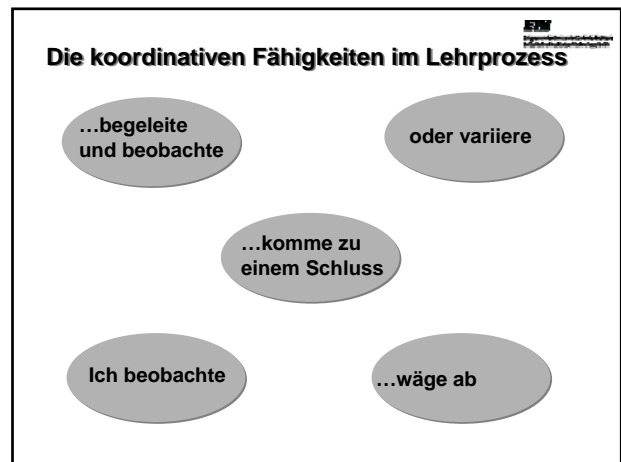 Die koordinativen Fähigkeiten im Lehrprozess
…begeleite
und beobachte
oder variiere
…komme zu
einem Schluss
Ich beobachte
…wäge ab